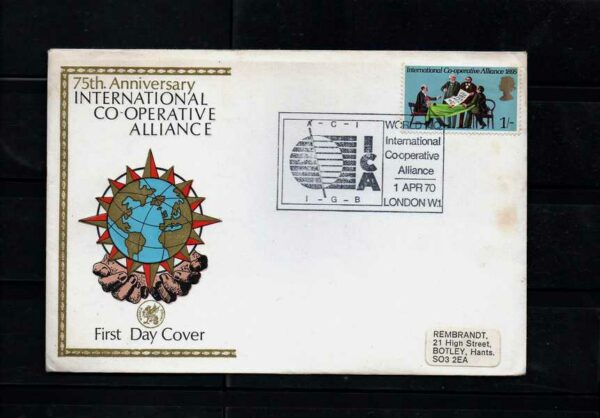 75th. Anniversary
INTERNATIONAL
CO-OPERATIVE
ALLIANCE
First Day Cover
International Co-operative Alliance 1895
1/-
A-C-I
ICA
I-G-B
International
Co-operative
Alliance
1 APR 70
LONDON W.1.
REMBRANDT,
21 High Street,
BOTLEY, Hants.
SO3 2EA